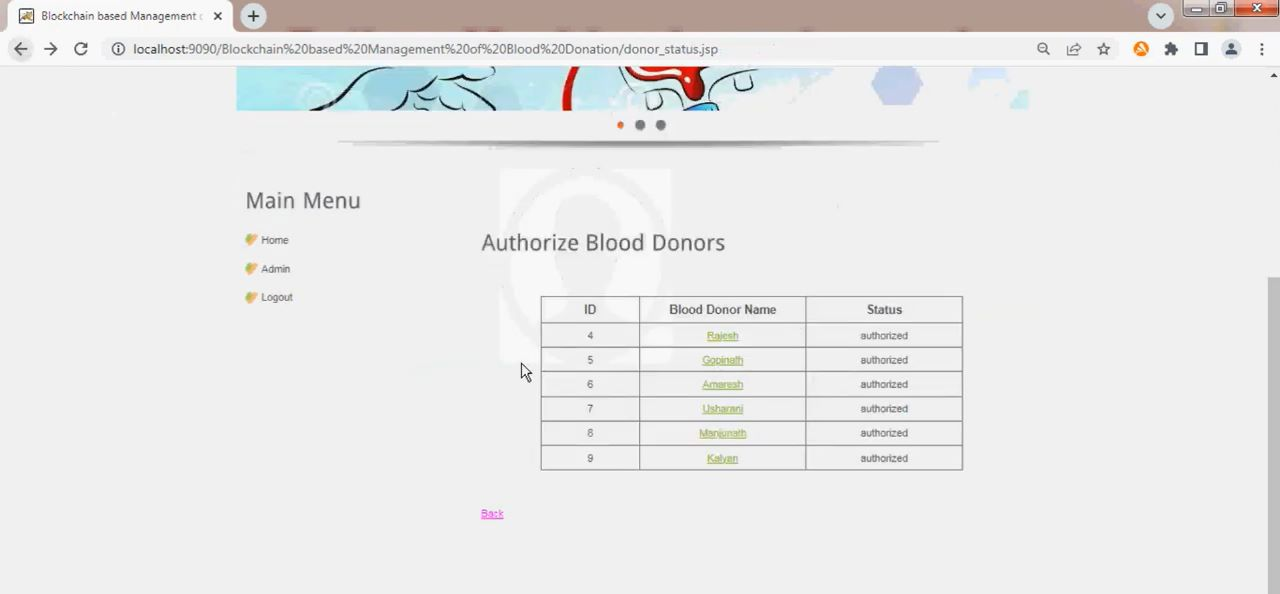 Blockchain based Management
localhost:9090/Blockchain%20based%20Management%20of%20Blood%20Donation/donor_status.jsp
Main Menu
Home
Admin
Logout
Authorize Blood Donors
ID Blood Donor Name Status
4 Rajesh authorized
5 Gopinath authorized
6 Amaresh authorized
7 Usharani authorized
8 Manjunath authorized
9 Kalyan authorized
Back